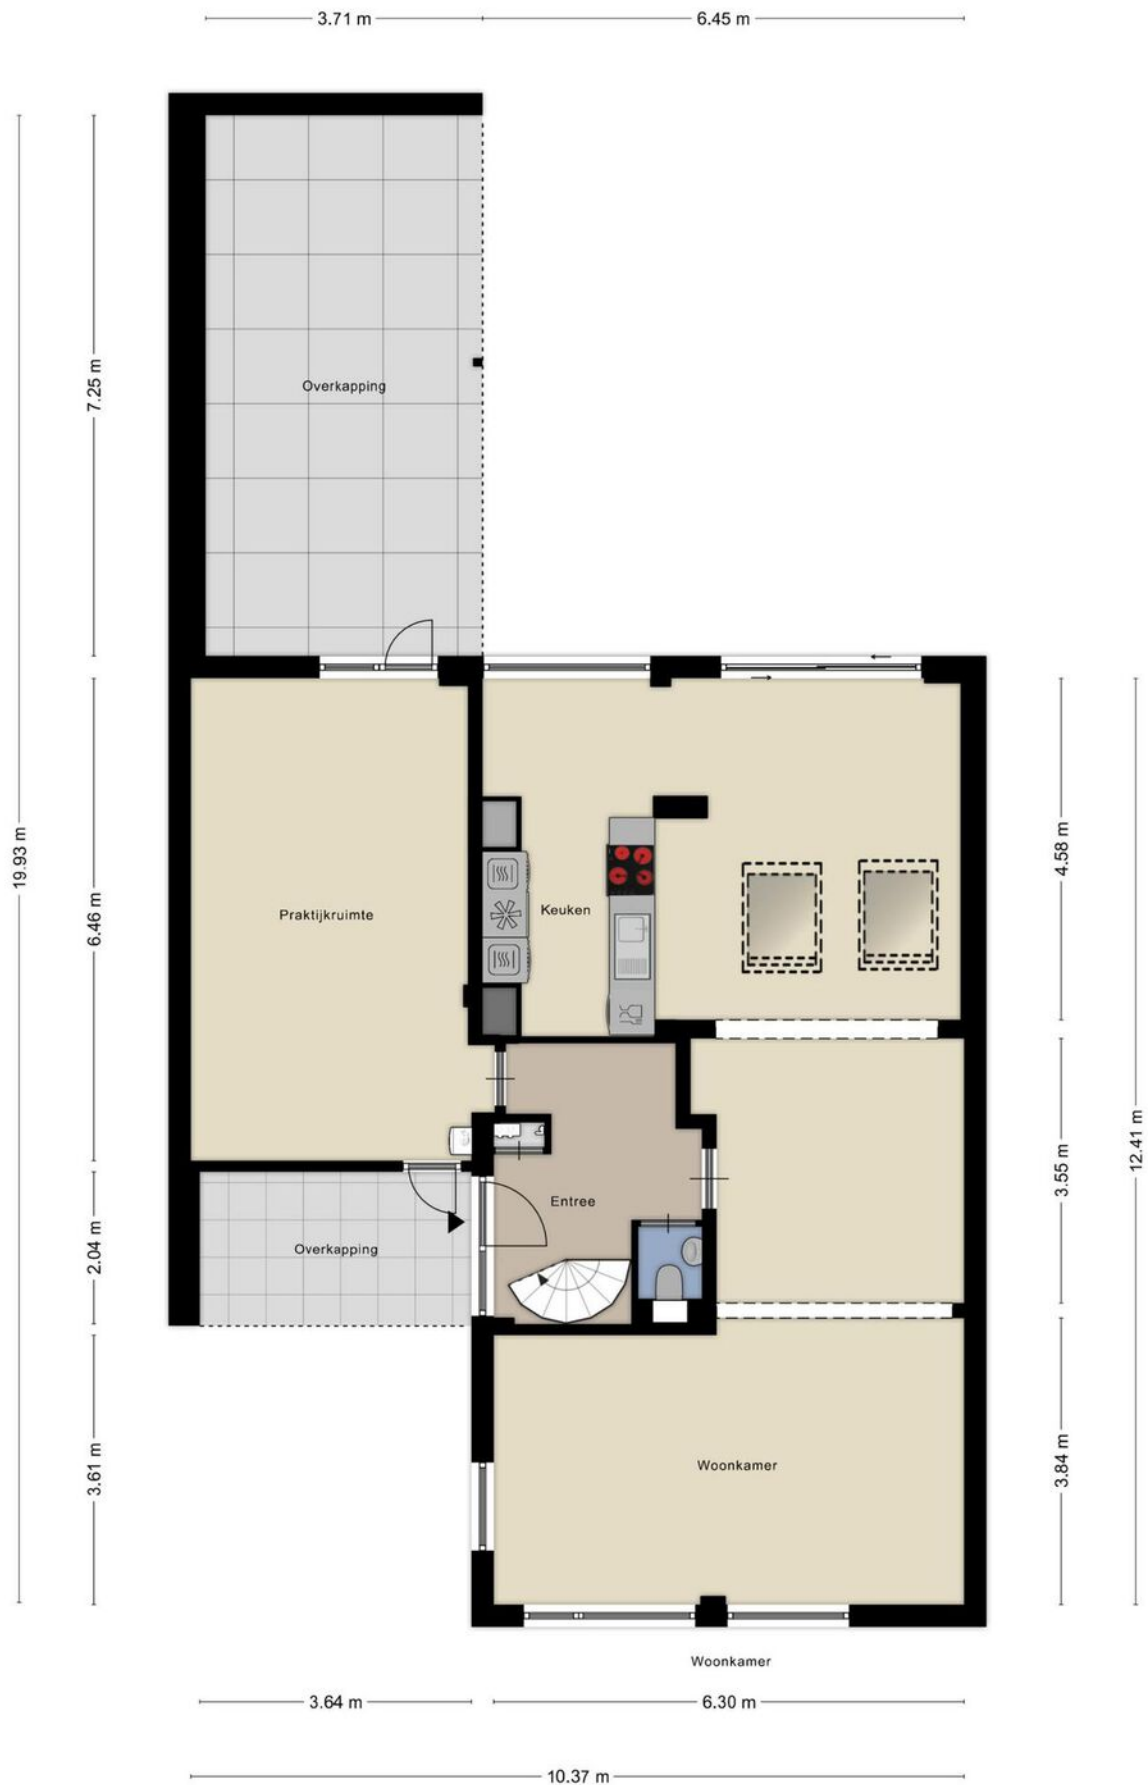 3.71 m
6.45 m
7.25 m
Overkapping
19.93 m
4.58 m
6.46 m
Praktijkruimte
Keuken
12.41 m
3.55 m
Entree
2.04 m
Overkapping
3.61 m
3.84 m
Woonkamer
Woonkamer
3.64 m
6.30 m
10.37 m